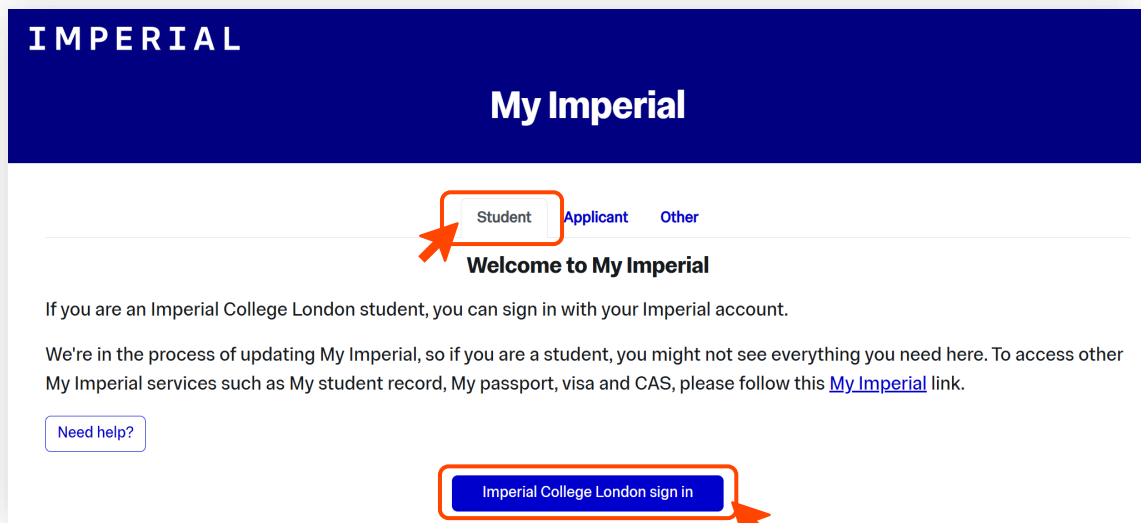 IMPERIAL
My Imperial
Student Applicant Other
Welcome to My Imperial
If you are an Imperial College London student, you can sign in with your Imperial account.
We're in the process of updating My Imperial, so if you are a student, you might not see everything you need here. To access other
My Imperial services such as My student record, My passport, visa and CAS, please follow this My Imperial link.
Need help?
Imperial College London sign in